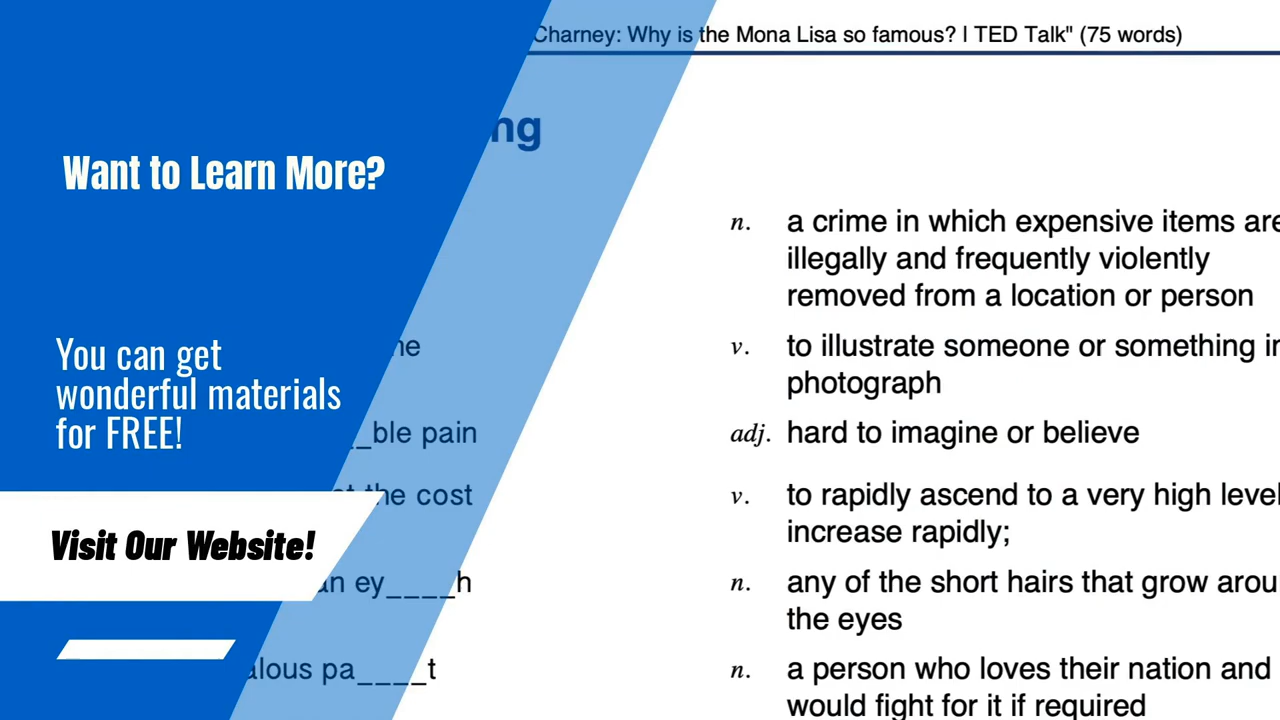 Charney: Why is the Mona Lisa so famous? | TED Talk" (75 words)
ng
Want to Learn More?
You can get
wonderful materials
for FREE!
Visit Our Website!
ne
_ble pain
the cost
an ey____h
alous pa____t
n. a crime in which expensive items are
illegally and frequently violently
removed from a location or person
v. to illustrate someone or something in
photograph
adj. hard to imagine or believe
v. to rapidly ascend to a very high level
increase rapidly;
n. any of the short hairs that grow arou
the eyes
n. a person who loves their nation and
would fight for it if required